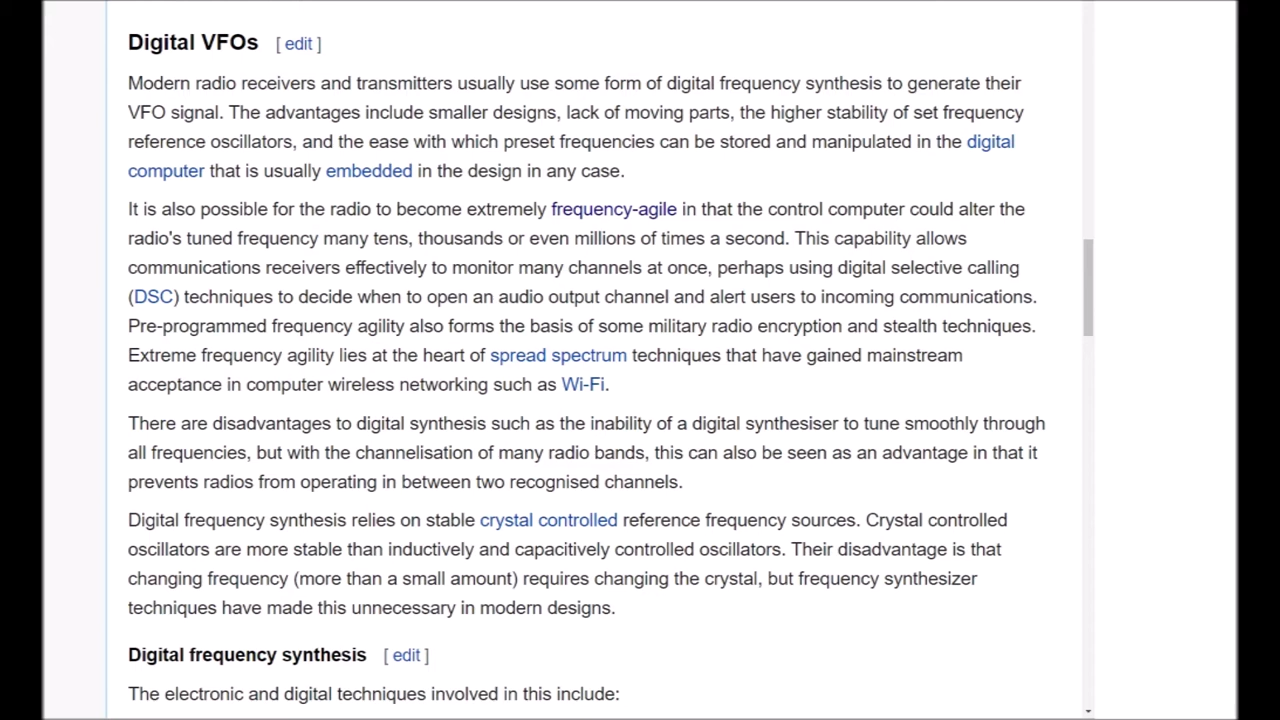 Digital VFOs [ edit ]
Modern radio receivers and transmitters usually use some form of digital frequency synthesis to generate their
VFO signal. The advantages include smaller designs, lack of moving parts, the higher stability of set frequency
reference oscillators, and the ease with which preset frequencies can be stored and manipulated in the digital
computer that is usually embedded in the design in any case.
It is also possible for the radio to become extremely frequency-agile in that the control computer could alter the
radio's tuned frequency many tens, thousands or even millions of times a second. This capability allows
communications receivers effectively to monitor many channels at once, perhaps using digital selective calling
(DSC) techniques to decide when to open an audio output channel and alert users to incoming communications.
Pre-programmed frequency agility also forms the basis of some military radio encryption and stealth techniques.
Extreme frequency agility lies at the heart of spread spectrum techniques that have gained mainstream
acceptance in computer wireless networking such as Wi-Fi.
There are disadvantages to digital synthesis such as the inability of a digital synthesiser to tune smoothly through
all frequencies, but with the channelisation of many radio bands, this can also be seen as an advantage in that it
prevents radios from operating in between two recognised channels.
Digital frequency synthesis relies on stable crystal controlled reference frequency sources. Crystal controlled
oscillators are more stable than inductively and capacitively controlled oscillators. Their disadvantage is that
changing frequency (more than a small amount) requires changing the crystal, but frequency synthesizer
techniques have made this unnecessary in modern designs.
Digital frequency synthesis [ edit ]
The electronic and digital techniques involved in this include: